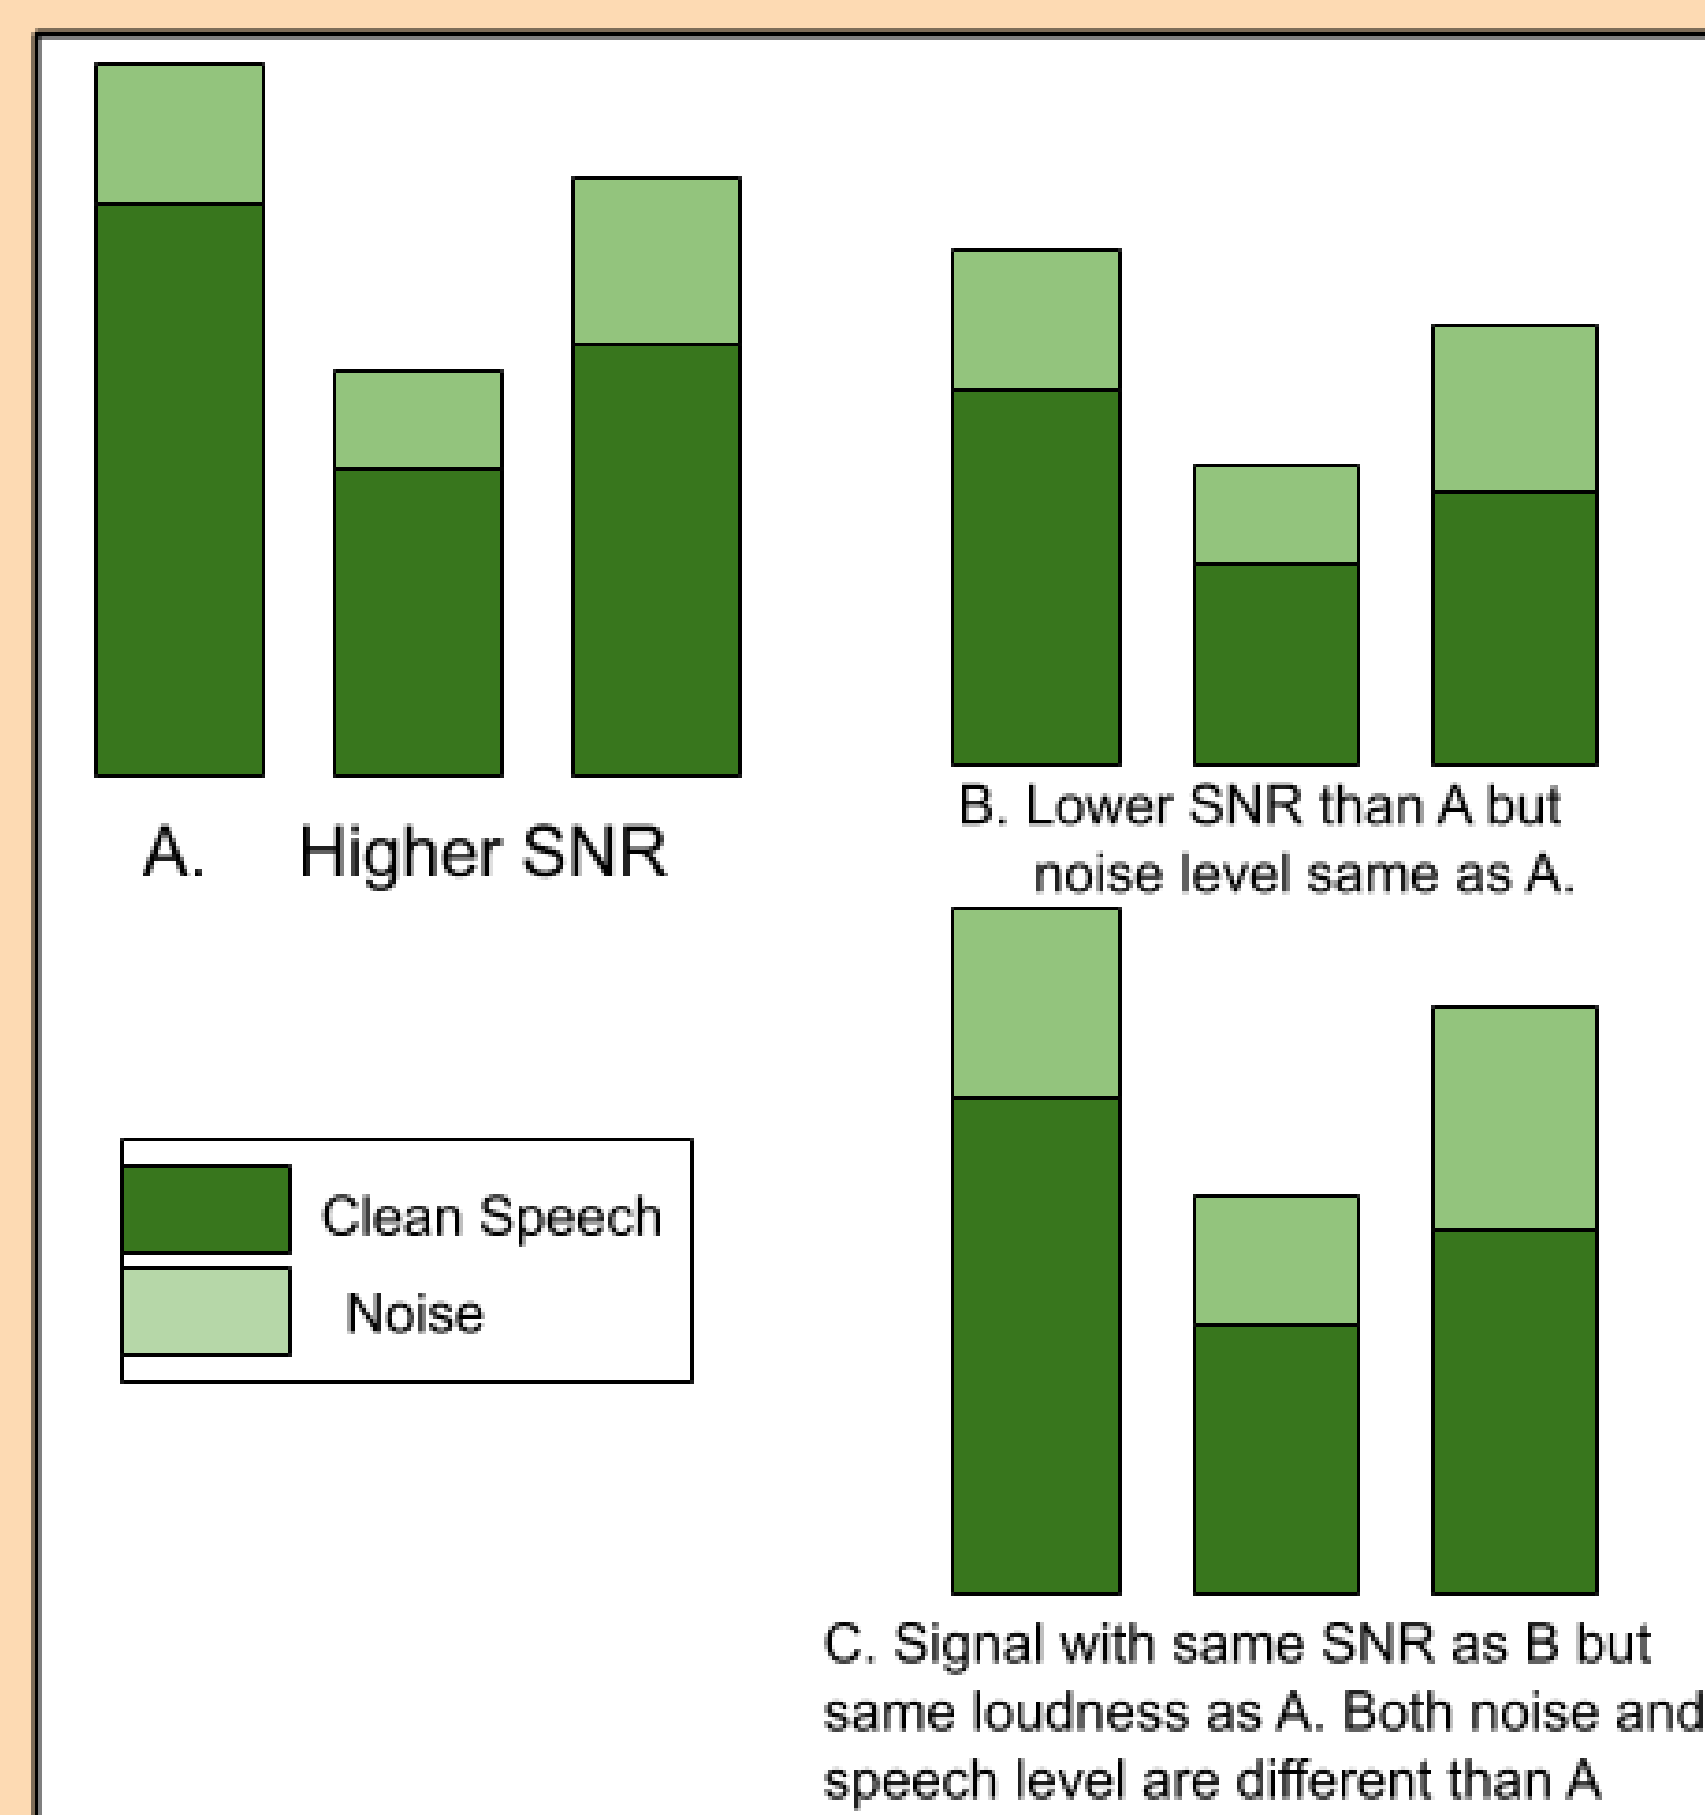 A. Higher SNR
B. Lower SNR than A but
noise level same as A.
Clean Speech
Noise
C. Signal with same SNR as B but
same loudness as A. Both noise and
speech level are different than A